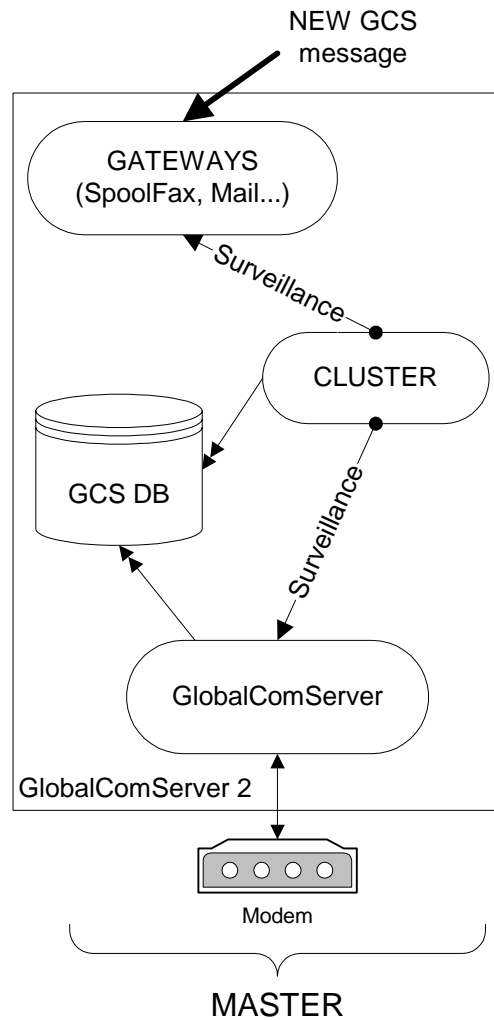 NEW GCS
message
GATEWAYS
(SpoolFax, Mail...)
Surveillance
CLUSTER
GCS DB
Surveillance
GlobalComServer
GlobalComServer 2
Modem
MASTER